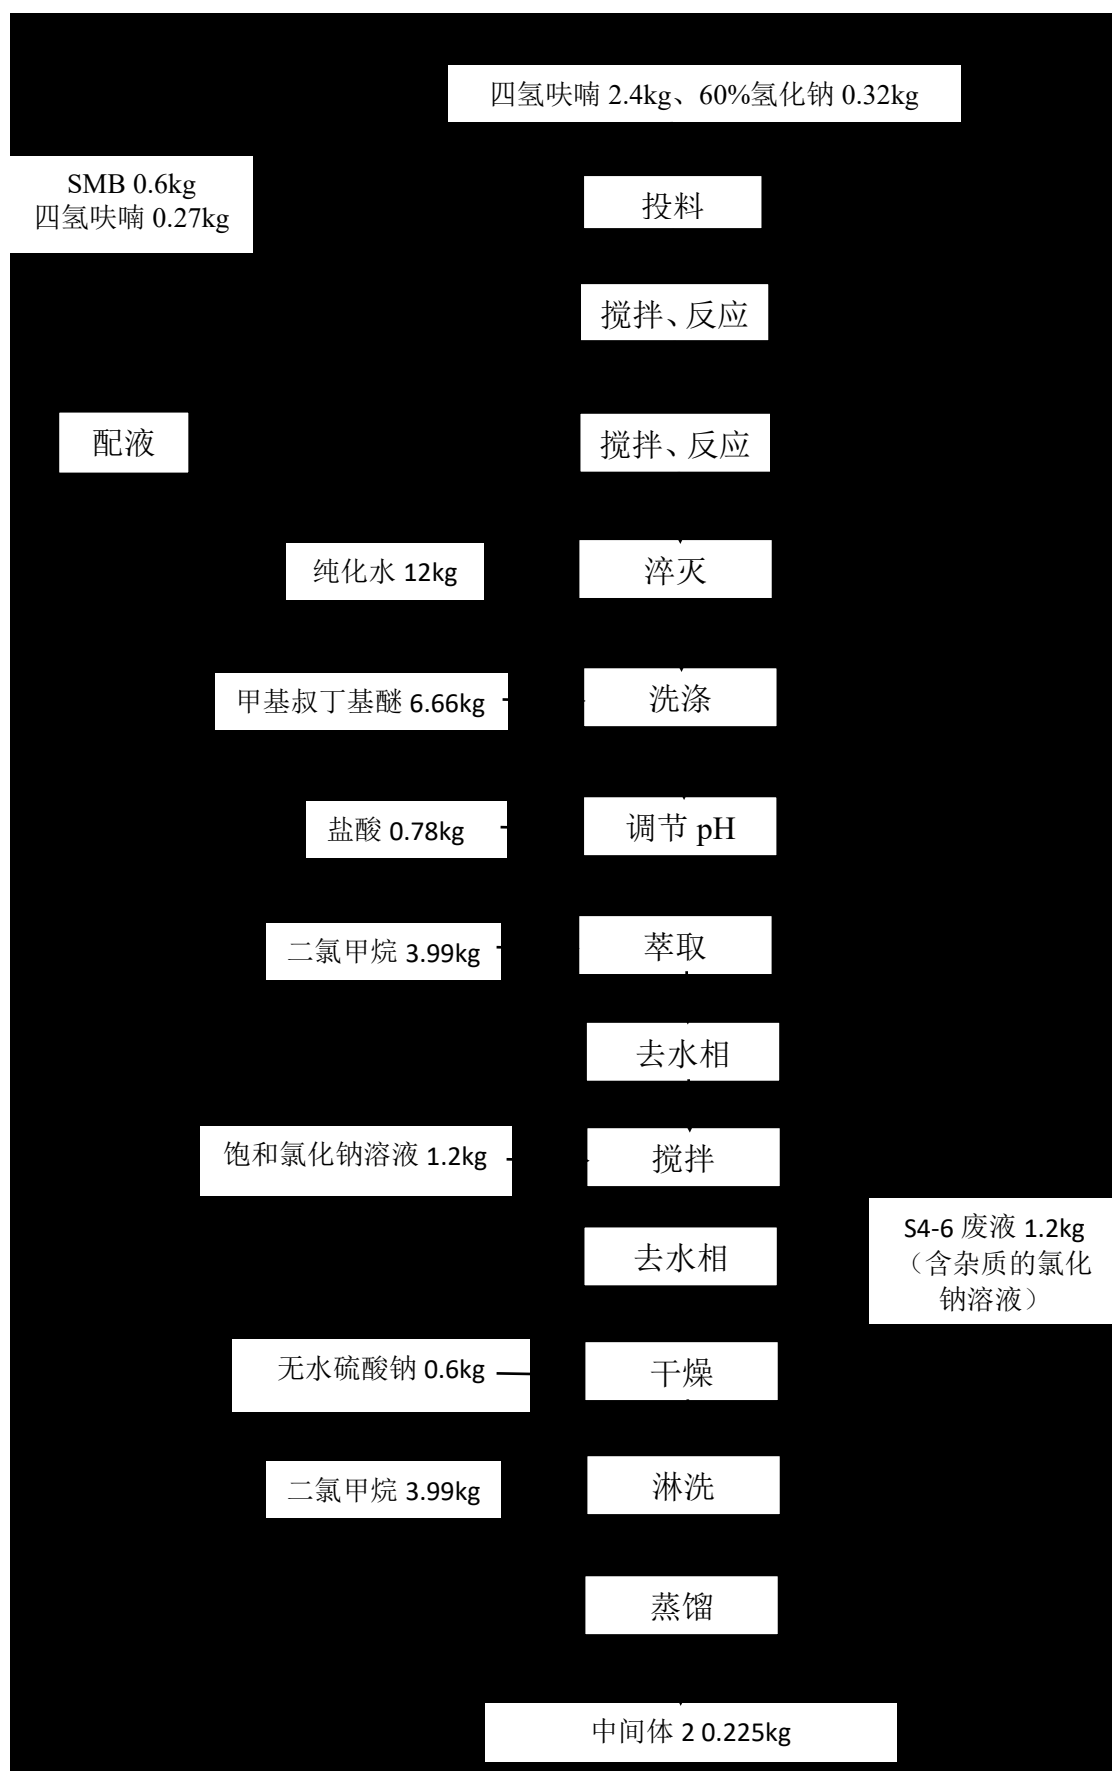 四氢呋喃 2.4kg、60%氢化钠 0.32kg
SMB 0.6kg
四氢呋喃 0.27kg
投料
搅拌、反应
配液
搅拌、反应
纯化水 12kg
淬灭
甲基叔丁基醚 6.66kg
洗涤
盐酸 0.78kg
调节 pH
二氯甲烷 3.99kg
萃取
去水相
饱和氯化钠溶液 1.2kg
搅拌
S4-6 废液 1.2kg
（含杂质的氯化
钠溶液）
去水相
无水硫酸钠 0.6kg
干燥
二氯甲烷 3.99kg
淋洗
蒸馏
中间体 2 0.225kg